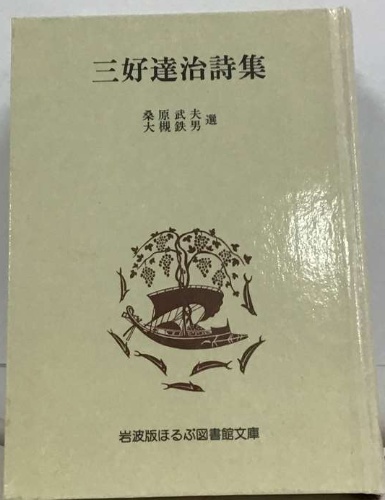 三好達治詩集
桑原武夫
大槻鉄男
選
岩波版ほるぷ図書館文庫